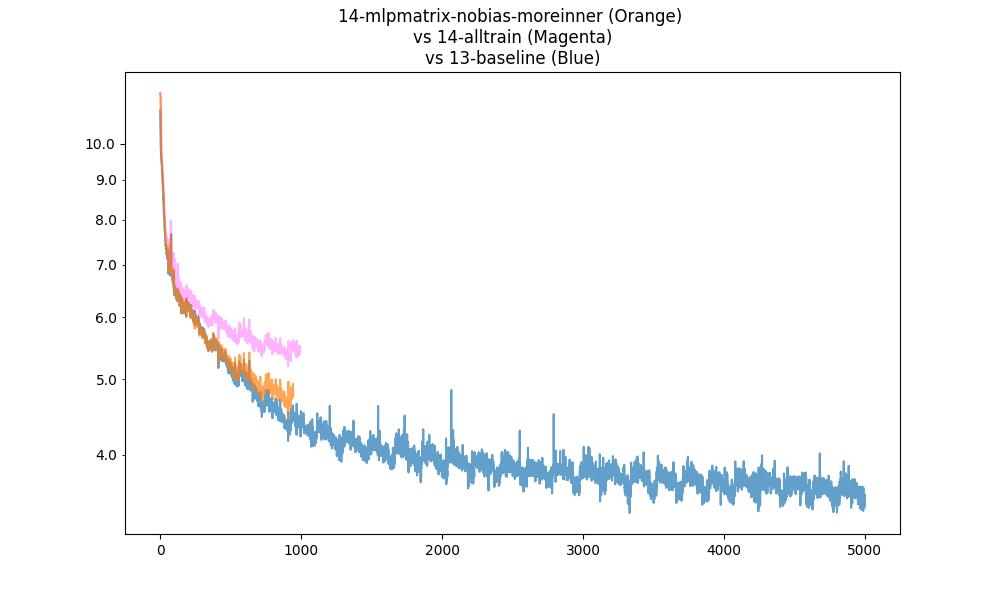 14-mlpmatrix-nobias-moreinner (Orange)
vs 14-alltrain (Magenta)
vs 13-baseline (Blue)
10.0
9.0
8.0
7.0
6.0
5.0
4.0
0 1000 2000 3000 4000 5000